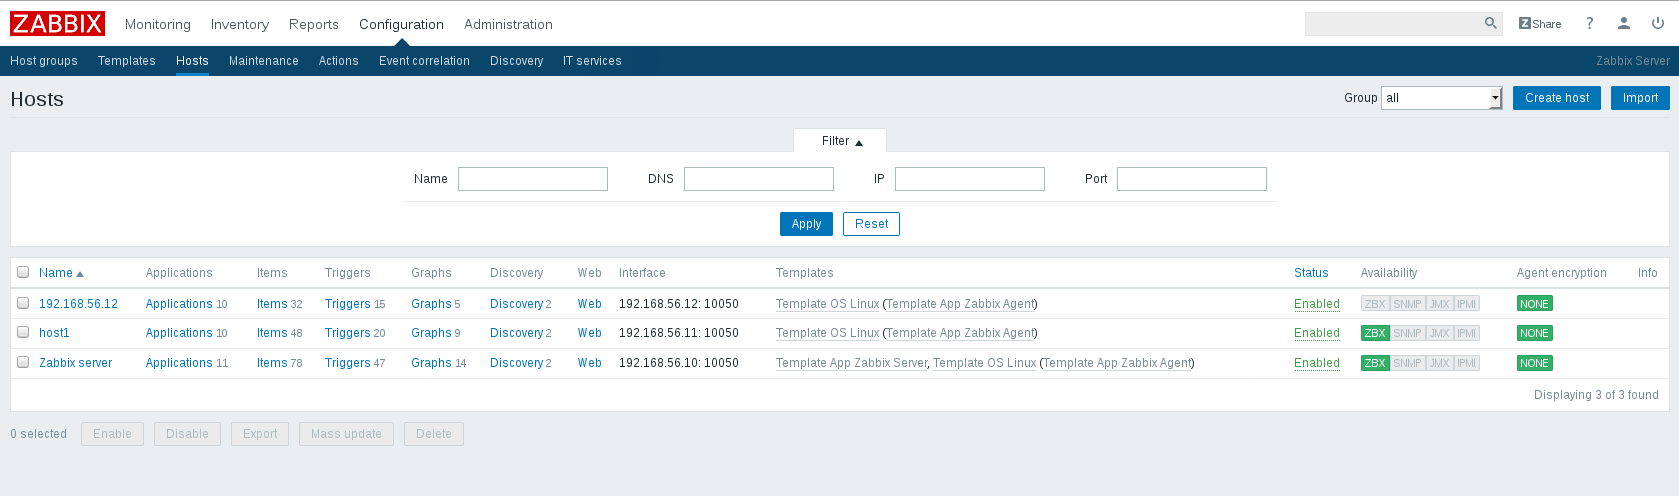 ZABBIX Monitoring Inventory Reports Configuration Administration Z Share ?
Host groups Templates Hosts Maintenance Actions Event correlation Discovery IT services Zabbix Server
Hosts Group all Create host Import
Filter
Name DNS IP Port
Apply Reset
Name Applications Items Triggers Graphs Discovery Web Interface Templates Status Availability Agent encryption Info
192.168.56.12 Applications 10 Items 32 Triggers 15 Graphs 5 Discovery 2 Web 192.168.56.12: 10050 Template OS Linux (Template App Zabbix Agent) Enabled ZBX SNMP JMX IPMI NONE
host1 Applications 10 Items 48 Triggers 20 Graphs 9 Discovery 2 Web 192.168.56.11: 10050 Template OS Linux (Template App Zabbix Agent) Enabled ZBX SNMP JMX IPMI NONE
Zabbix server Applications 11 Items 78 Triggers 47 Graphs 14 Discovery 2 Web 192.168.56.10: 10050 Template App Zabbix Server, Template OS Linux (Template App Zabbix Agent) Enabled ZBX SNMP JMX IPMI NONE
Displaying 3 of 3 found
0 selected Enable Disable Export Mass update Delete